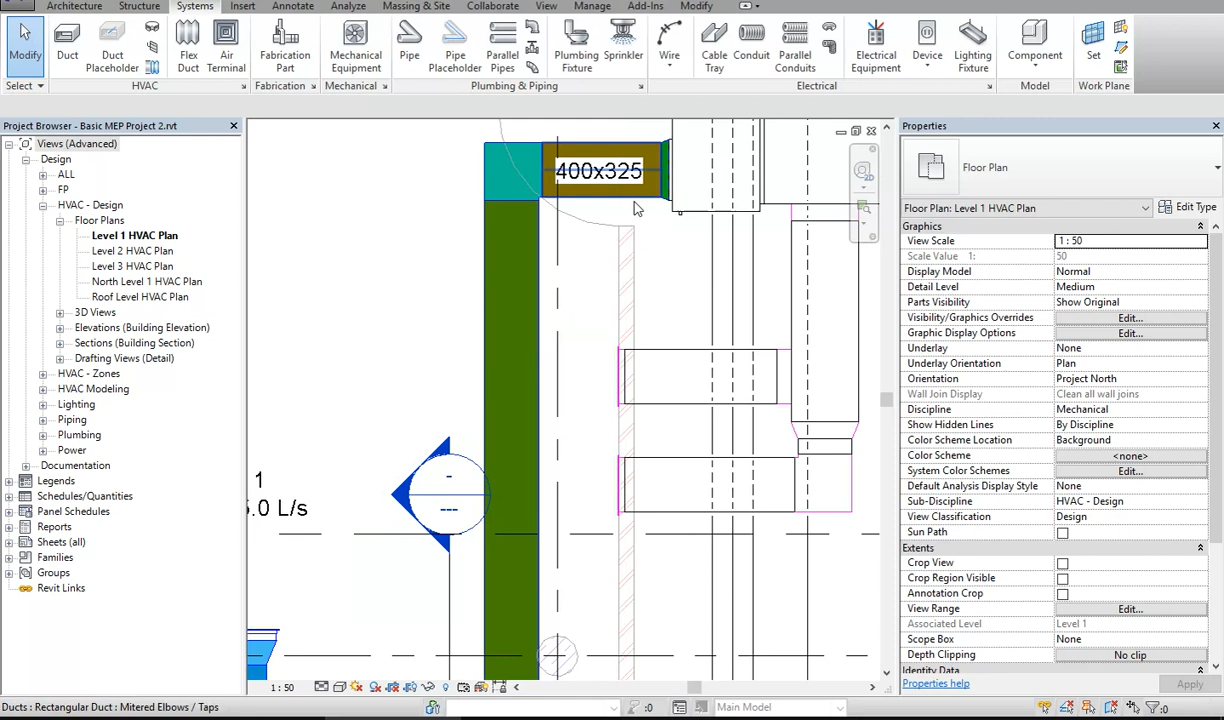 Architecture Structure Systems Insert Annotate Analyze Massing & Site Collaborate View Manage Add-Ins Modify
Modify
Duct
Duct Placeholder
Flex Duct
Air Terminal
Fabrication Part
Mechanical Equipment
Pipe
Pipe Placeholder
Parallel Pipes
Plumbing Fixture
Sprinkler
Wire
Cable Tray
Conduit
Parallel Conduits
Electrical Equipment
Device
Lighting Fixture
Component
Set
Select HVAC Fabrication Mechanical Plumbing & Piping Electrical Model Work Plane
Project Browser - Basic MEP Project 2.rvt
Views (Advanced)
Design
ALL
FP
HVAC - Design
Floor Plans
Level 1 HVAC Plan
Level 2 HVAC Plan
Level 3 HVAC Plan
North Level 1 HVAC Plan
Roof Level HVAC Plan
3D Views
Elevations (Building Elevation)
Sections (Building Section)
Drafting Views (Detail)
HVAC - Zones
HVAC Modeling
Lighting
Piping
Plumbing
Power
Documentation
Legends
Schedules/Quantities
Panel Schedules
Reports
Sheets (all)
Families
Groups
Revit Links
400x325
2D
1
5.0 L/s
-
---
Properties
Floor Plan
Floor Plan: Level 1 HVAC Plan Edit Type
Graphics
View Scale 1 : 50
Scale Value 1: 50
Display Model Normal
Detail Level Medium
Parts Visibility Show Original
Visibility/Graphics Overrides Edit...
Graphic Display Options Edit...
Underlay None
Underlay Orientation Plan
Orientation Project North
Wall Join Display Clean all wall joins
Discipline Mechanical
Show Hidden Lines By Discipline
Color Scheme Location Background
Color Scheme <none>
System Color Schemes Edit...
Default Analysis Display Style None
Sub-Discipline HVAC - Design
View Classification Design
Sun Path
Extents
Crop View
Crop Region Visible
Annotation Crop
View Range Edit...
Associated Level Level 1
Scope Box None
Depth Clipping No clip
Identity Data
Properties help Apply
1 : 50
Ducts : Rectangular Duct : Mitered Elbows / Taps :0 Main Model :0